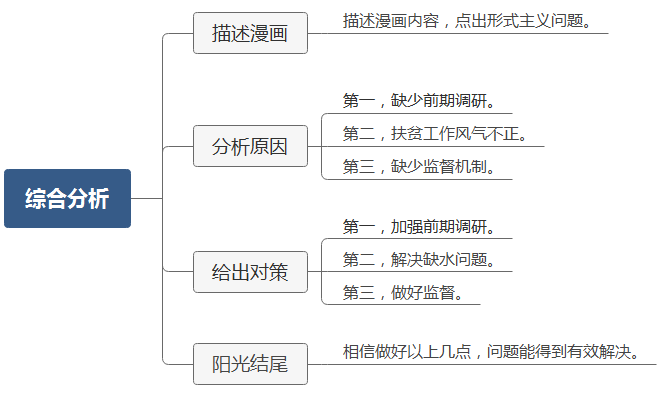 综合分析
描述漫画
描述漫画内容，点出形式主义问题。
分析原因
第一，缺少前期调研。
第二，扶贫工作风气不正。
第三，缺少监督机制。
给出对策
第一，加强前期调研。
第二，解决缺水问题。
第三，做好监督。
阳光结尾
相信做好以上几点，问题能得到有效解决。